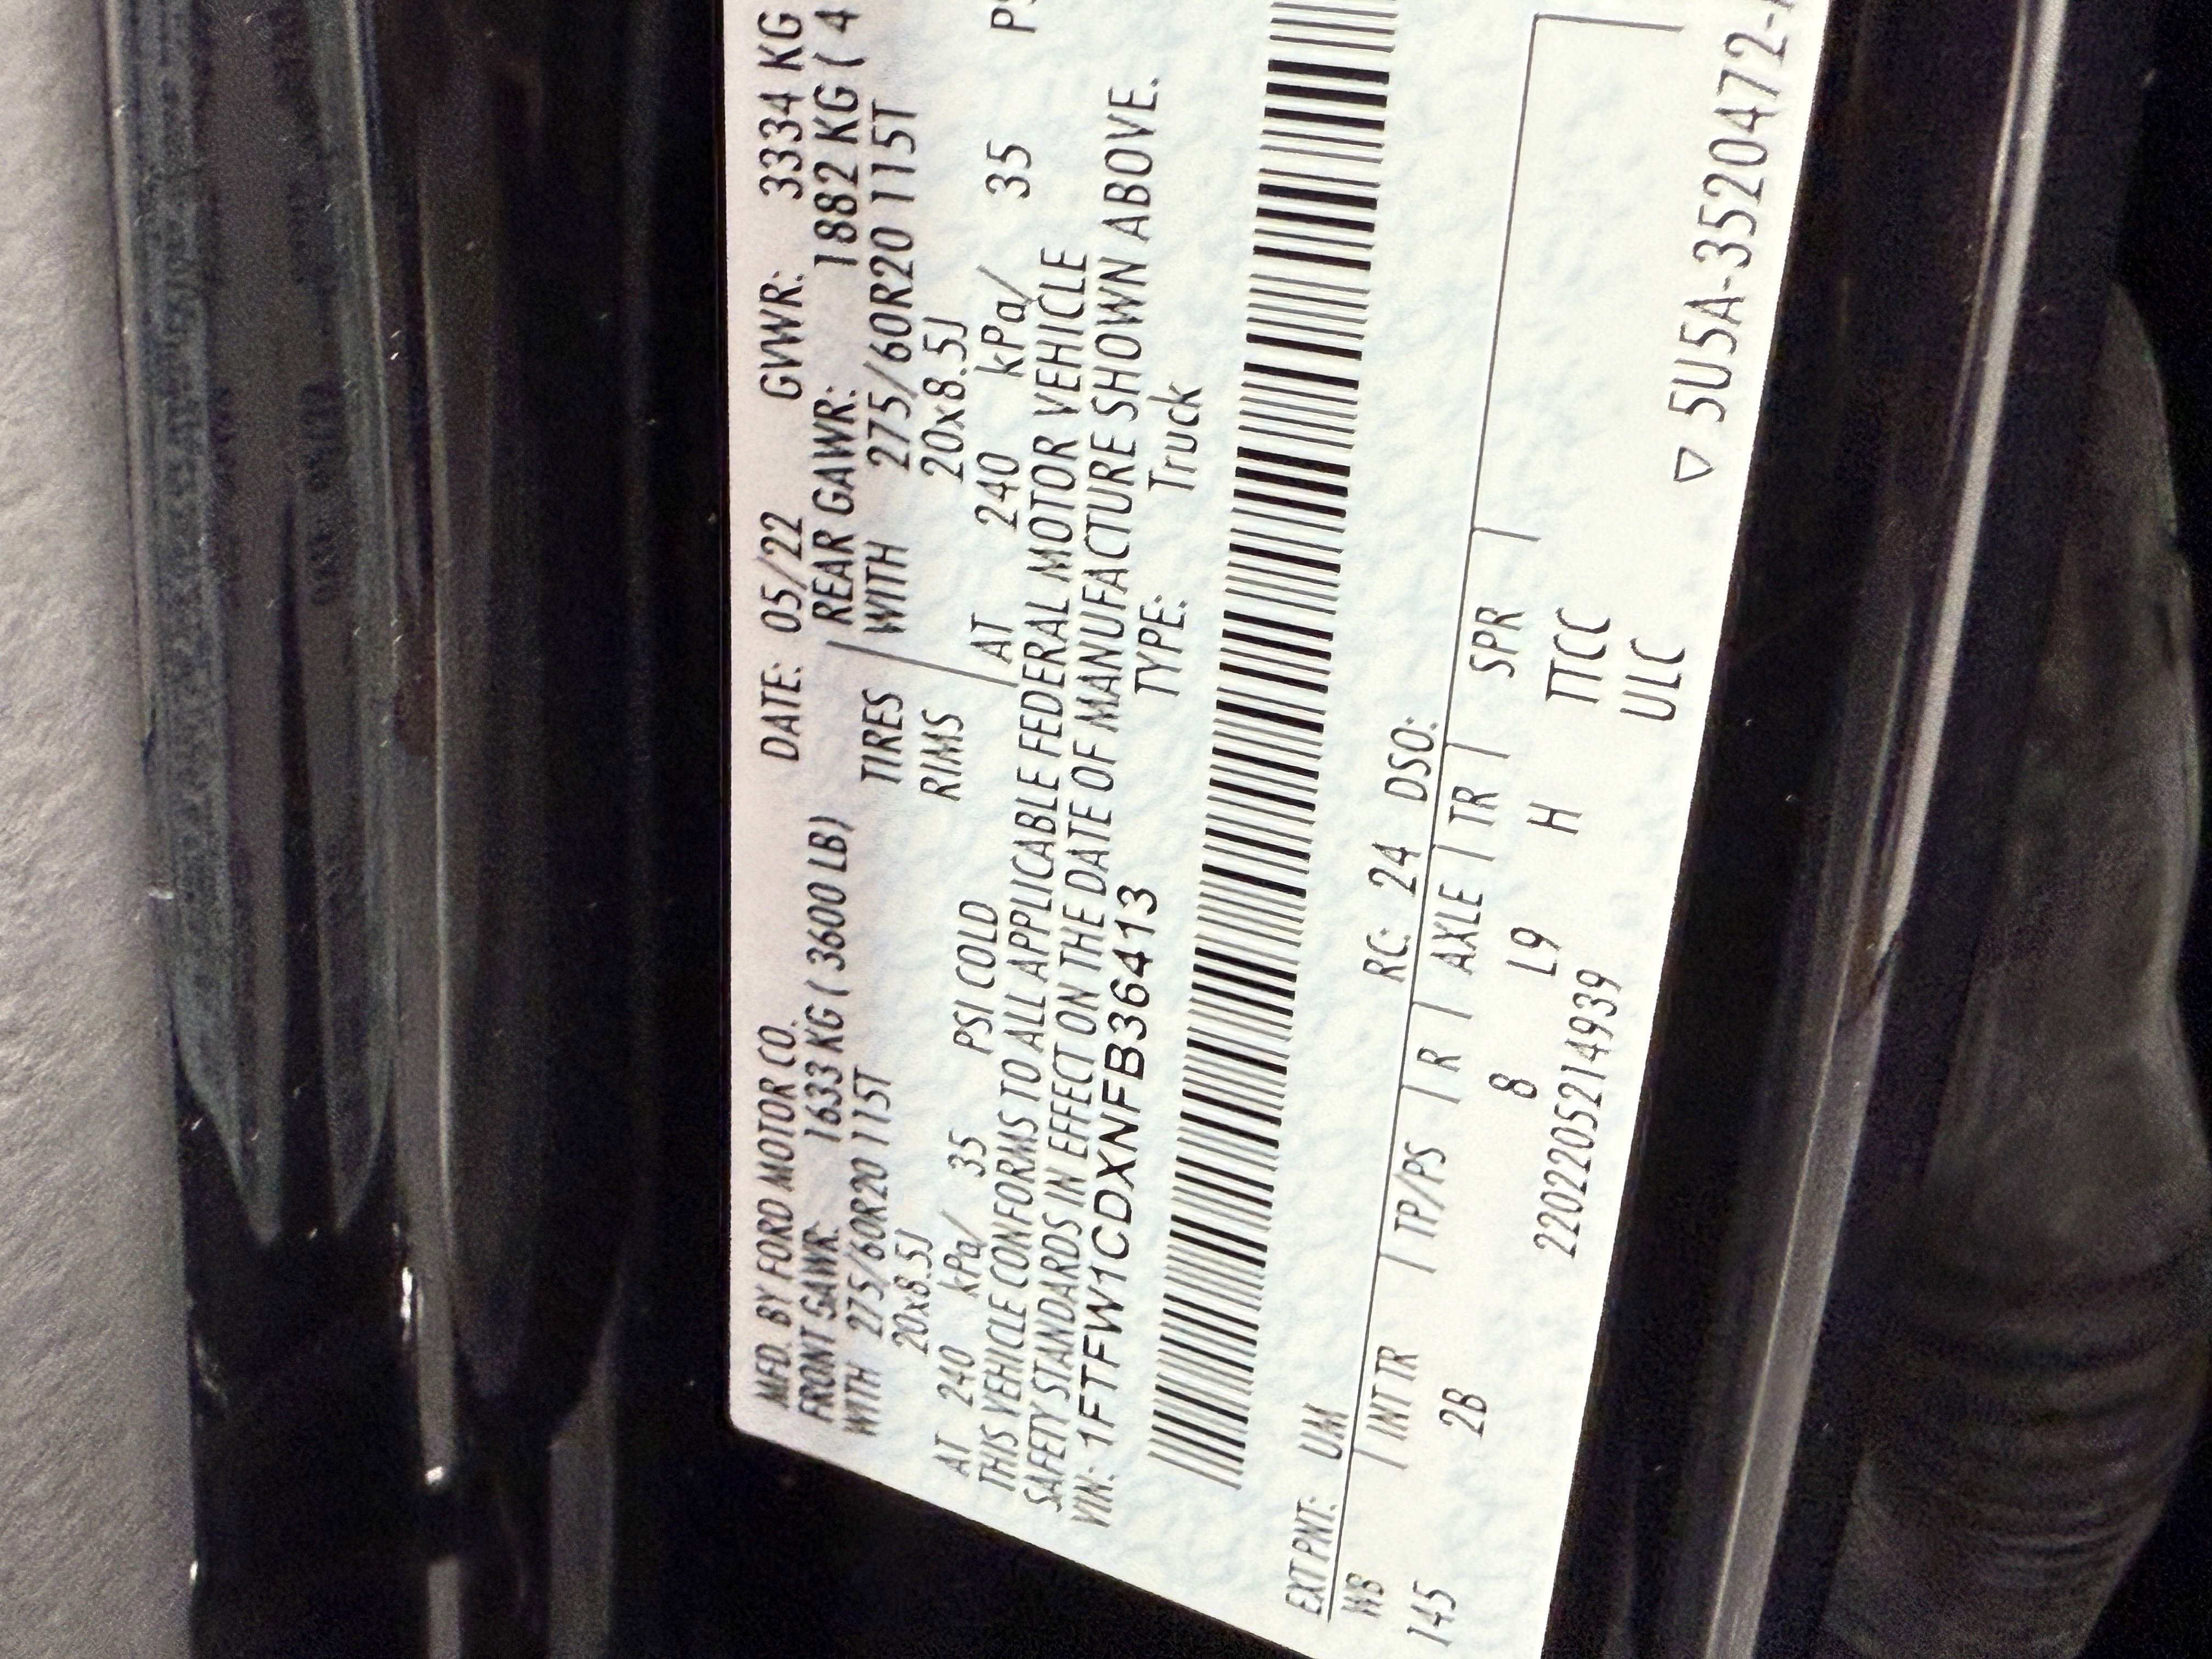 MFD. BY FORD MOTOR CO. DATE: 05/22 GVWR: 3334 KG
FRONT GAWR: 1633 KG ( 3600 LB) REAR GAWR: 1882 KG ( 4
WITH 275/60R20 115T TIRES WITH 275/60R20 115T
20x8.5J RIMS 20x8.5J
AT 240 kPa/ 35 PSI COLD AT 240 kPa/ 35 PS
THIS VEHICLE CONFORMS TO ALL APPLICABLE FEDERAL MOTOR VEHICLE
SAFETY STANDARDS IN EFFECT ON THE DATE OF MANUFACTURE SHOWN ABOVE.
VIN: 1FTFW1CDXNFB36413 TYPE: Truck
EXT PNT: UM RC: 24 DSO:
WB | INT TR | TP/PS | R | AXLE | TR | SPR
145 2B 8 L9 H TTCC
2202205214939 ULC
▽ 5U5A-3520472-